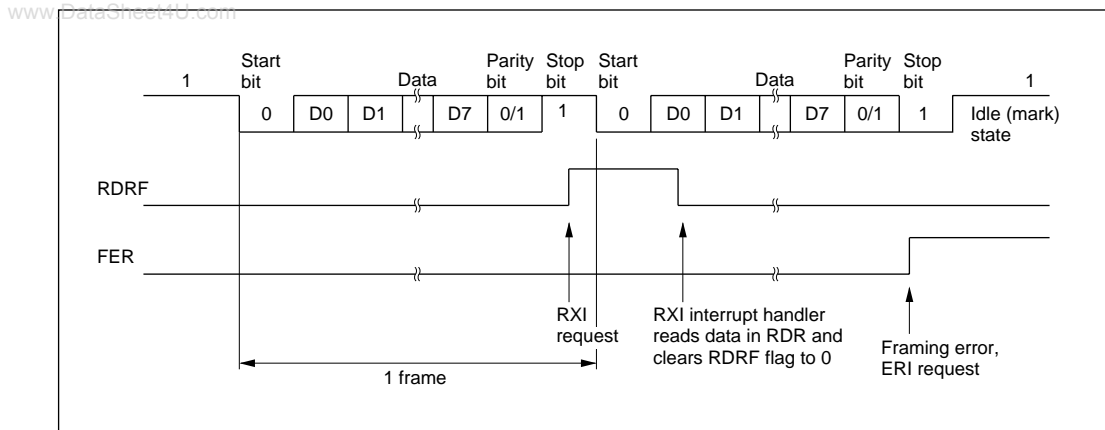 www.DataSheet4U.com
Start bit
Data
Parity bit
Stop bit
Start bit
Data
Parity bit
Stop bit
1
1
0 D0 D1 D7 0/1 1 0 D0 D1 D7 0/1 1
Idle (mark) state
RDRF
FER
RXI request
RXI interrupt handler
reads data in RDR and
clears RDRF flag to 0
Framing error,
ERI request
1 frame